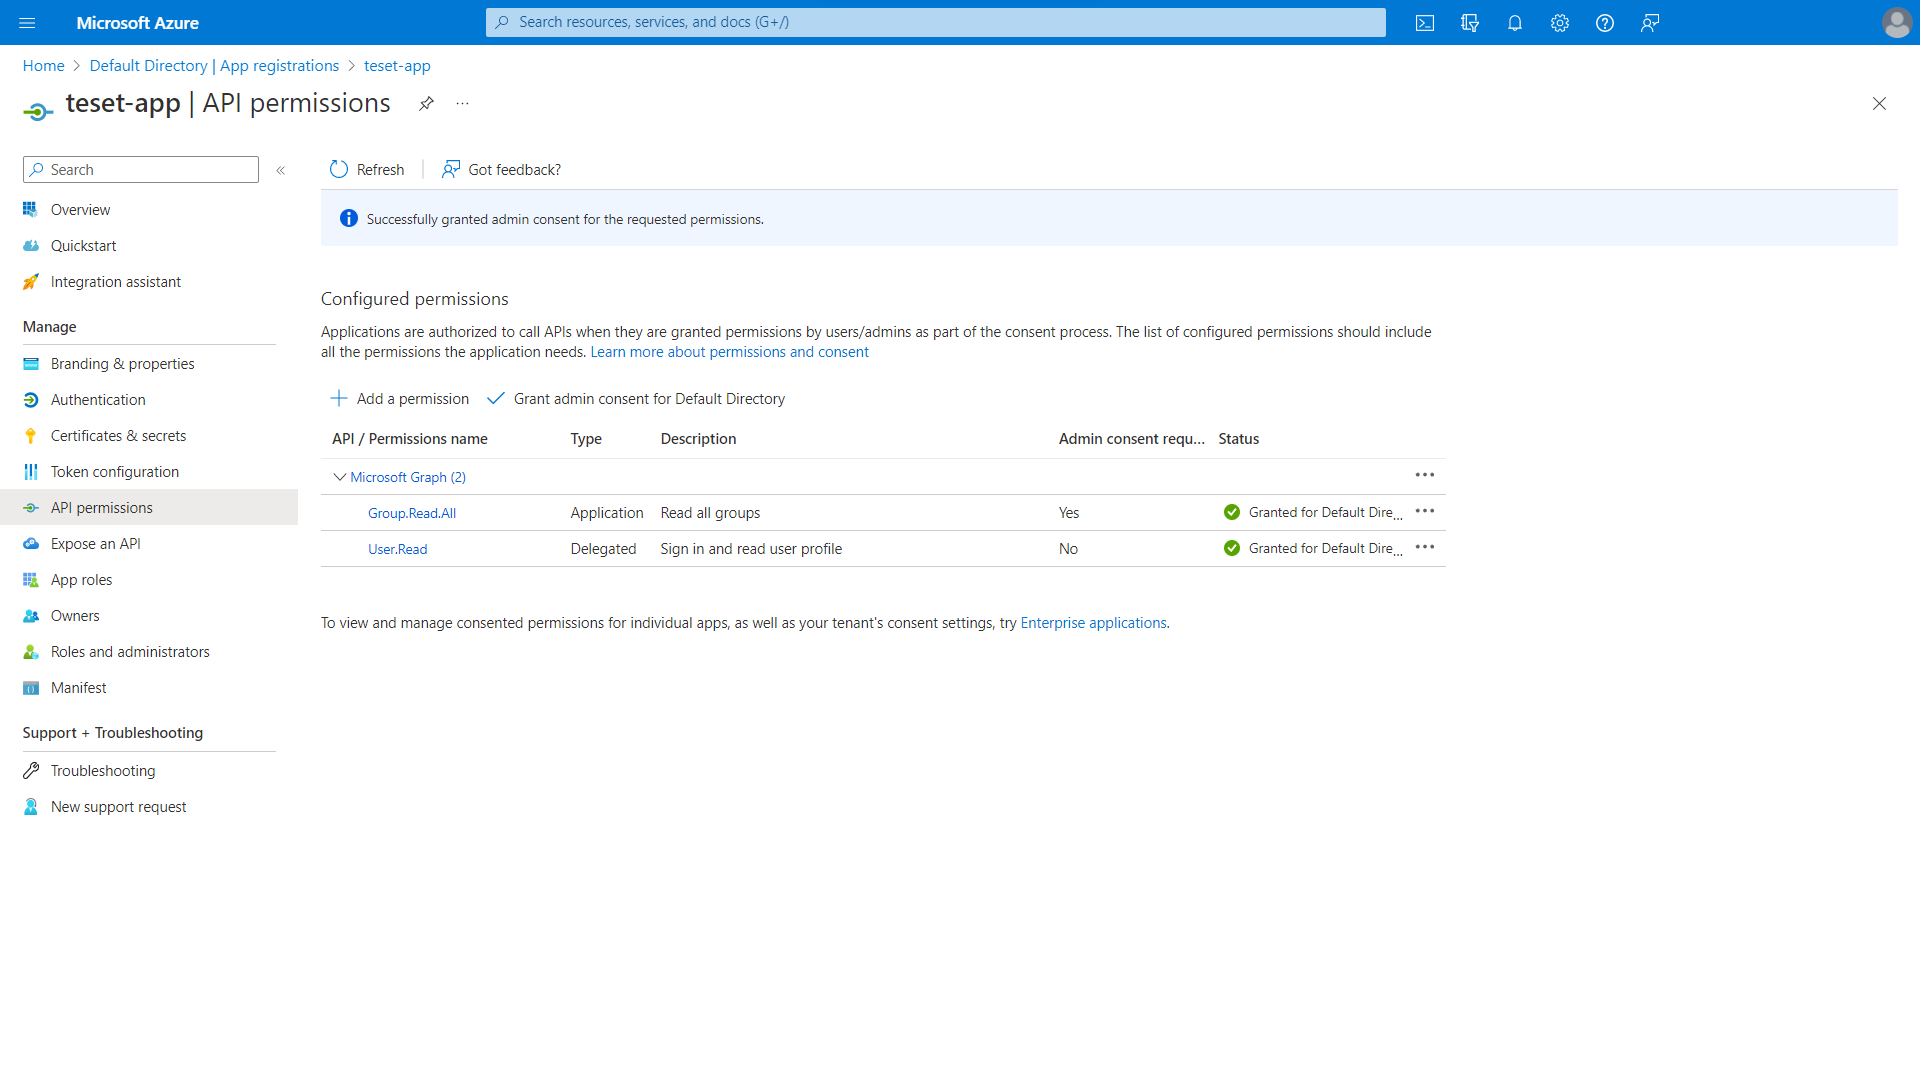 Microsoft Azure
Search resources, services, and docs (G+/)
Home > Default Directory | App registrations > teset-app
teset-app | API permissions
Search
Refresh
Got feedback?
Successfully granted admin consent for the requested permissions.
Overview
Quickstart
Integration assistant
Manage
Branding & properties
Authentication
Certificates & secrets
Token configuration
API permissions
Expose an API
App roles
Owners
Roles and administrators
Manifest
Support + Troubleshooting
Troubleshooting
New support request
Configured permissions
Applications are authorized to call APIs when they are granted permissions by users/admins as part of the consent process. The list of configured permissions should include
all the permissions the application needs. Learn more about permissions and consent
Add a permission
Grant admin consent for Default Directory
API / Permissions name Type Description Admin consent requ... Status
Microsoft Graph (2)
Group.Read.All Application Read all groups Yes Granted for Default Dire...
User.Read Delegated Sign in and read user profile No Granted for Default Dire...
To view and manage consented permissions for individual apps, as well as your tenant's consent settings, try Enterprise applications.